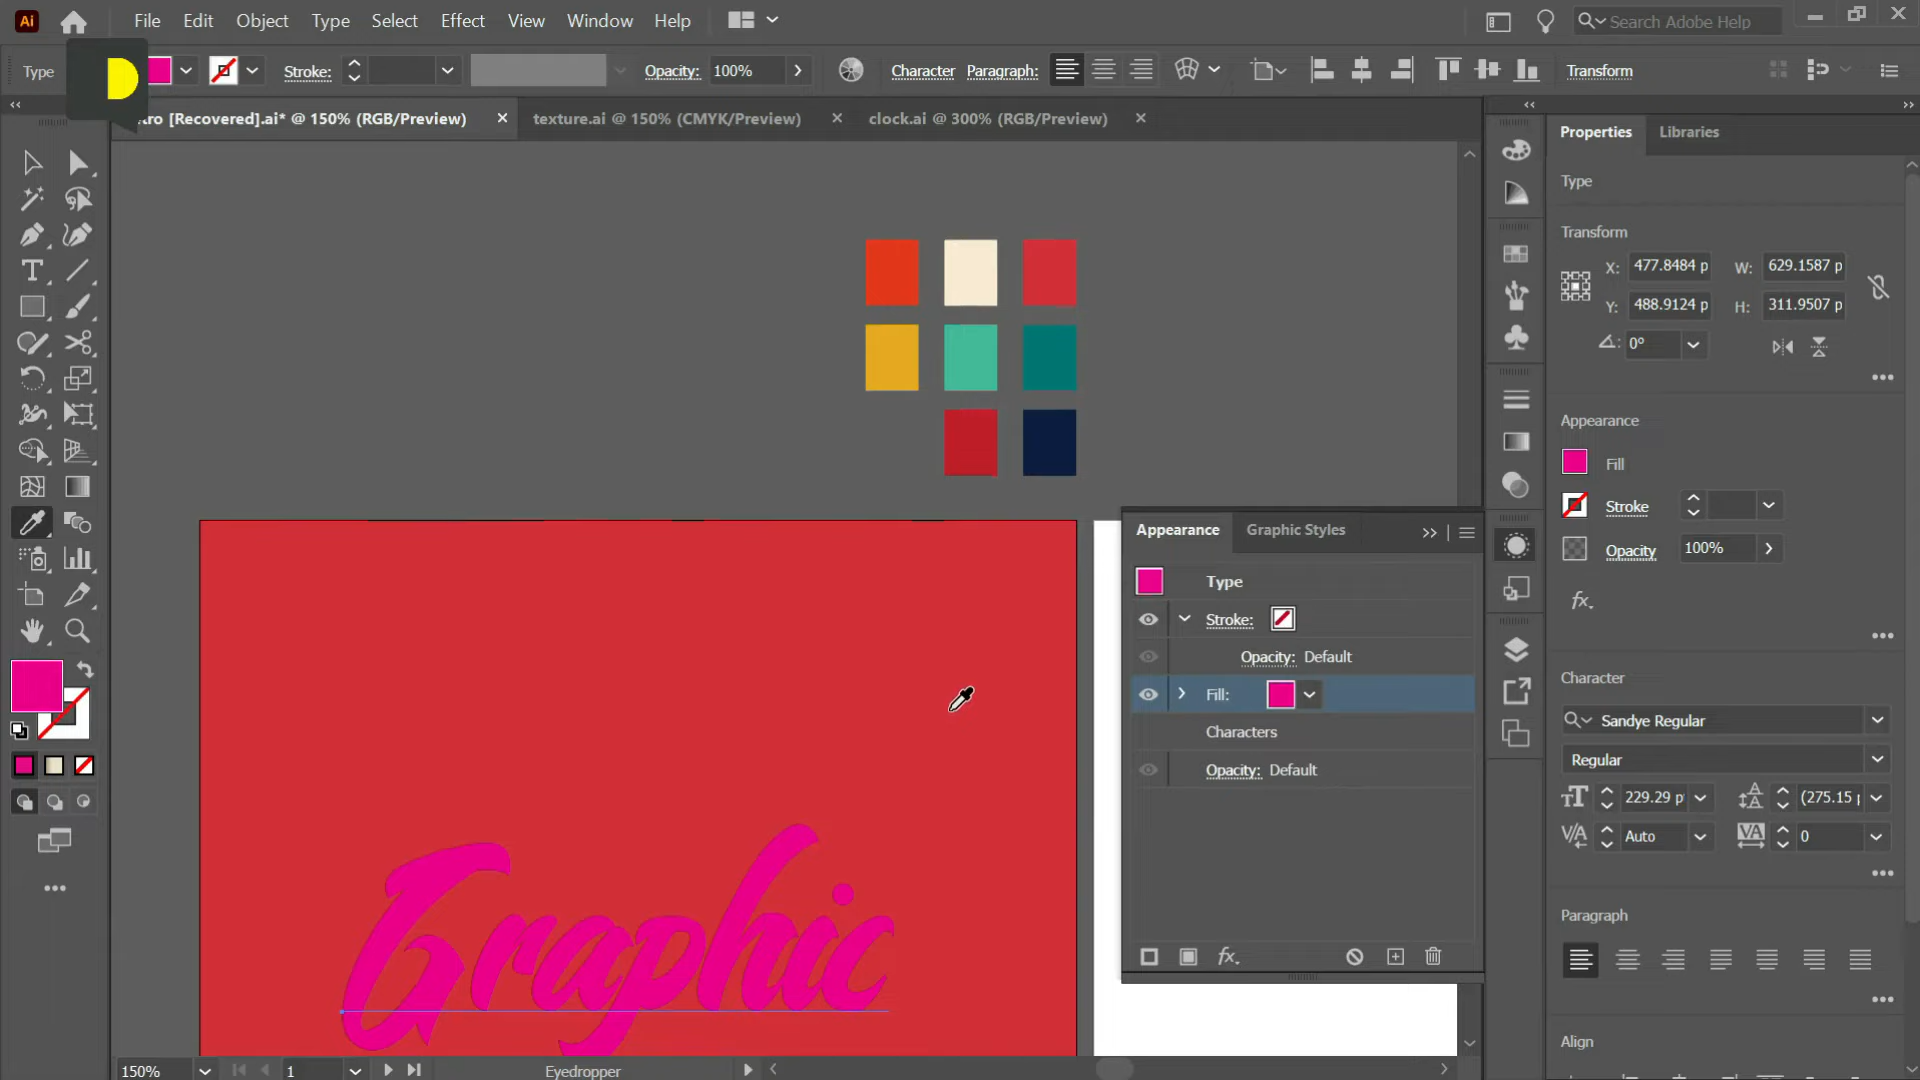 Ai File Edit Object Type Select Effect View Window Help Search Adobe Help
Type Stroke: Opacity: 100% Character Paragraph: Transform
tro [Recovered].ai* @ 150% (RGB/Preview) texture.ai @ 150% (CMYK/Preview) clock.ai @ 300% (RGB/Preview)
Properties Libraries
Type
Transform
X: 477.8484 p W: 629.1587 p
Y: 488.9124 p H: 311.9507 p
0°
Appearance
Fill
Stroke
Opacity 100%
fx.
Character
Sandye Regular
Regular
229.29 p (275.15 p
Auto 0
Paragraph
Align
Appearance Graphic Styles
Type
Stroke:
Opacity: Default
Fill:
Characters
Opacity: Default
fx.
Graphic
150% 1 Eyedropper